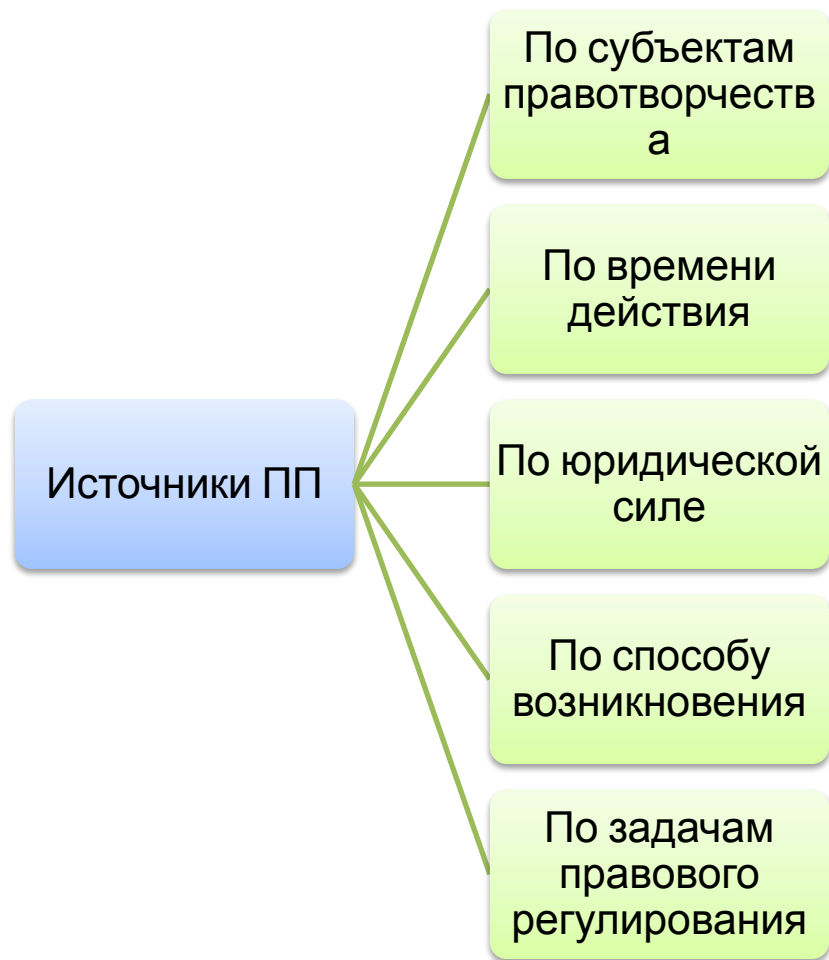 По субъектам
правотворчеств
а
По времени
действия
Источники ПП
По юридической
силе
По способу
возникновения
По задачам
правового
регулирования